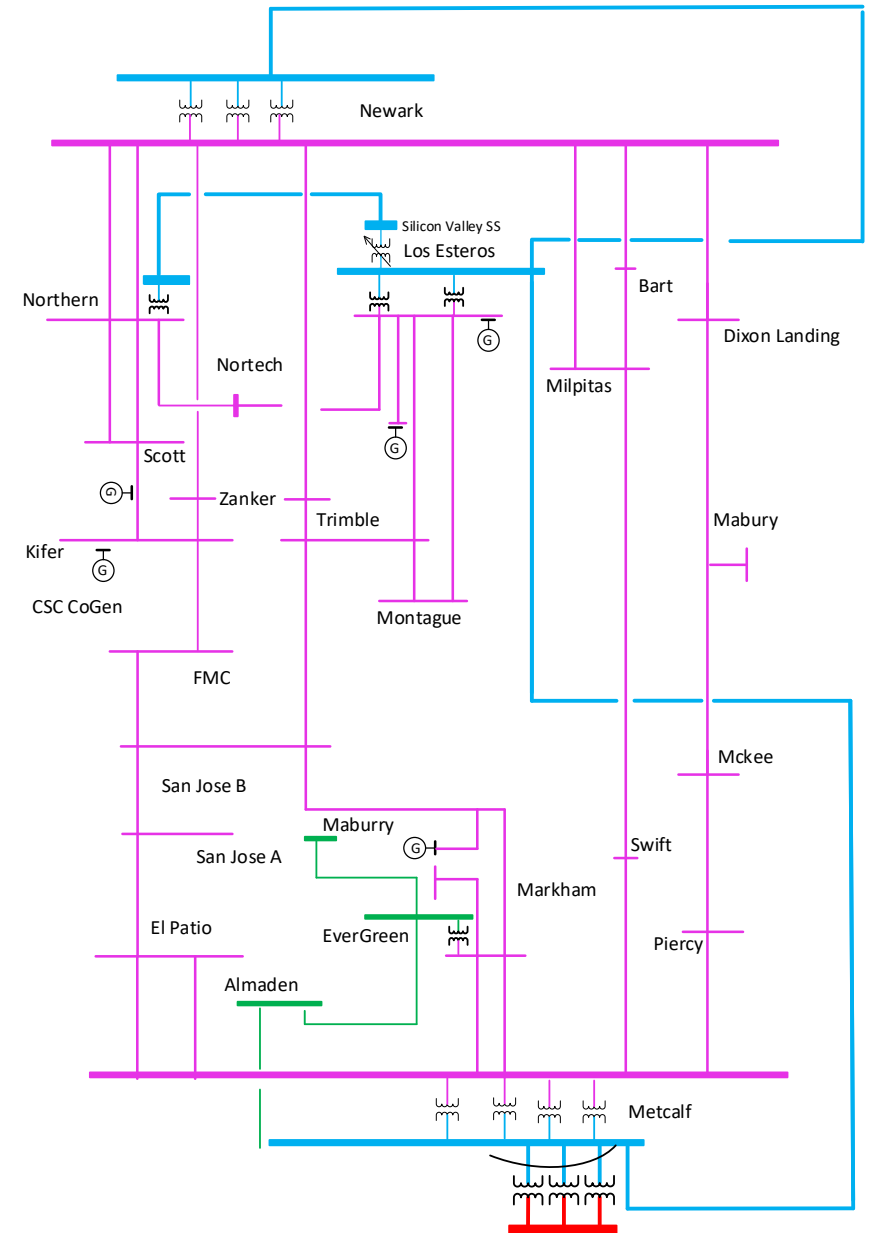 Newark
Silicon Valley SS
Los Esteros
Bart
Northern
Dixon Landing
G
Nortech
Milpitas
G
Scott
G
Zanker
Trimble
Mabury
Kifer
G
CSC CoGen
Montague
FMC
Mckee
San Jose B
Maburry
G
Swift
San Jose A
Markham
El Patio
EverGreen
Piercy
Almaden
Metcalf